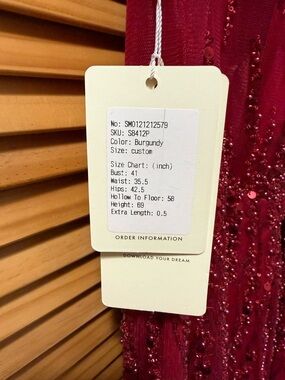 No: SM0121212579
SKU: S8412P
Color: Burgundy
Size: custom
Size Chart: (inch)
Bust: 41
Waist: 35.5
Hips: 42.5
Hollow To Floor: 58
Height: 69
Extra Length: 0.5
ORDER INFORMATION
DOWNLOAD YOUR DREAM